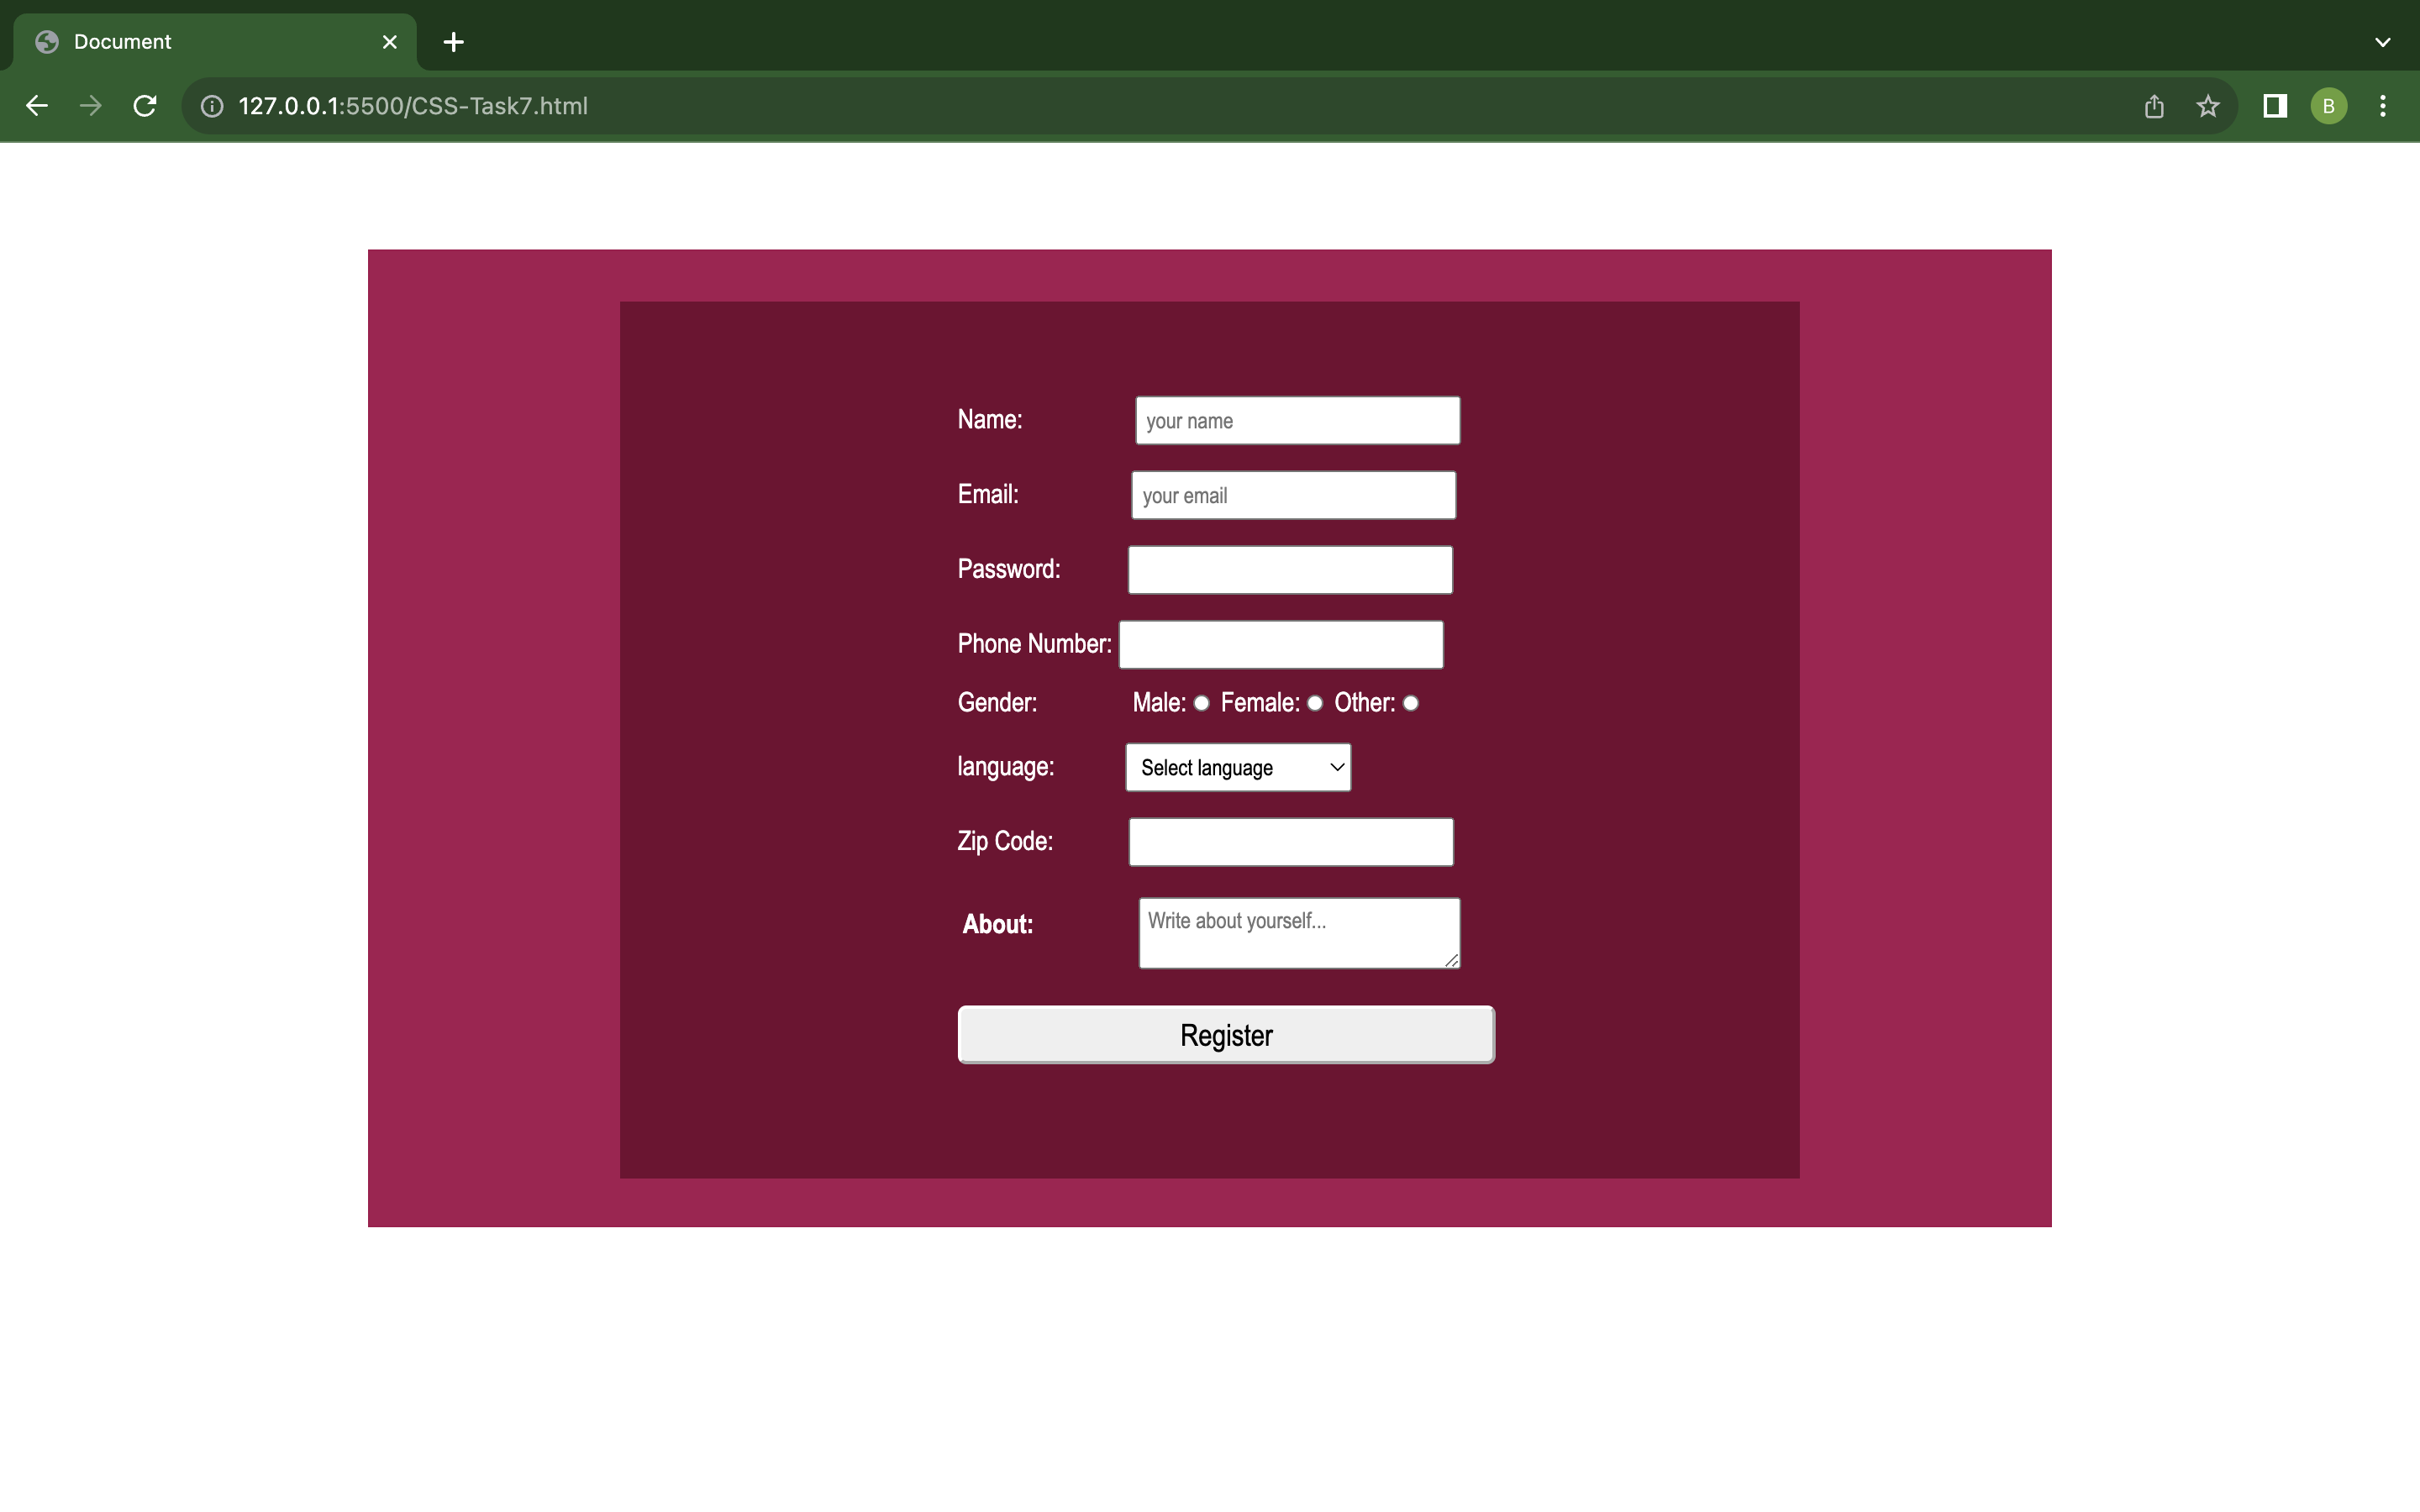 Document
127.0.0.1:5500/CSS-Task7.html
B
Name: your name
Email: your email
Password:
Phone Number:
Gender: Male: Female: Other:
language: Select language
Zip Code:
About: Write about yourself...
Register